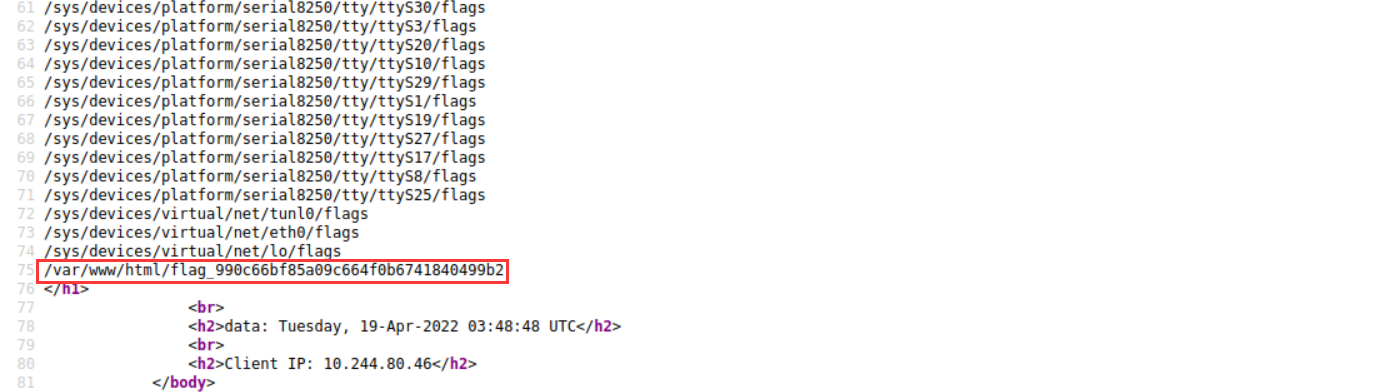 61 /sys/devices/platform/serial8250/tty/ttyS30/flags
62 /sys/devices/platform/serial8250/tty/ttyS3/flags
63 /sys/devices/platform/serial8250/tty/ttyS20/flags
64 /sys/devices/platform/serial8250/tty/ttyS10/flags
65 /sys/devices/platform/serial8250/tty/ttyS29/flags
66 /sys/devices/platform/serial8250/tty/ttyS1/flags
67 /sys/devices/platform/serial8250/tty/ttyS19/flags
68 /sys/devices/platform/serial8250/tty/ttyS27/flags
69 /sys/devices/platform/serial8250/tty/ttyS17/flags
70 /sys/devices/platform/serial8250/tty/ttyS8/flags
71 /sys/devices/platform/serial8250/tty/ttyS25/flags
72 /sys/devices/virtual/net/tunl0/flags
73 /sys/devices/virtual/net/eth0/flags
74 /sys/devices/virtual/net/lo/flags
75 /var/www/html/flag_990c66bf85a09c664f0b6741840499b2
76 </h1>
77 <br>
78 <h2>data: Tuesday, 19-Apr-2022 03:48:48 UTC</h2>
79 <br>
80 <h2>Client IP: 10.244.80.46</h2>
81 </body>